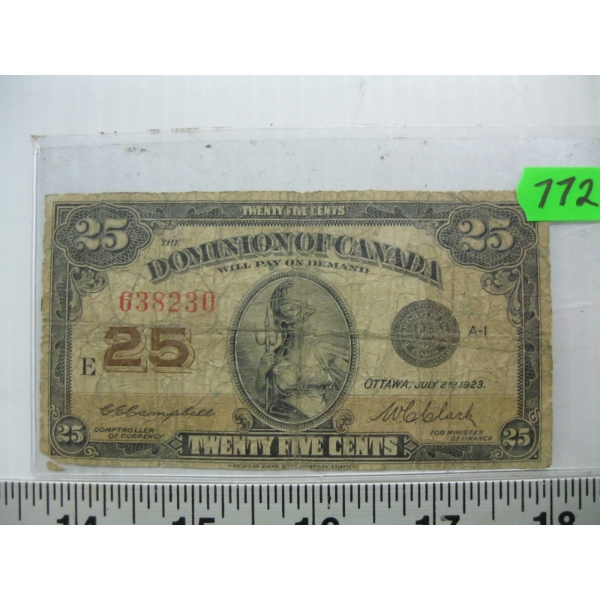 772
25 TWENTY FIVE CENTS 25
THE
DOMINION OF CANADA
WILL PAY ON DEMAND
638230
E 25
A-1
OTTAWA, JULY 2ND 1923.
C.E. Campbell
W.C. Clark
COMPTROLLER
OF CURRENCY
FOR MINISTER
OF FINANCE
25 TWENTY FIVE CENTS 25
14 15 16 17 18